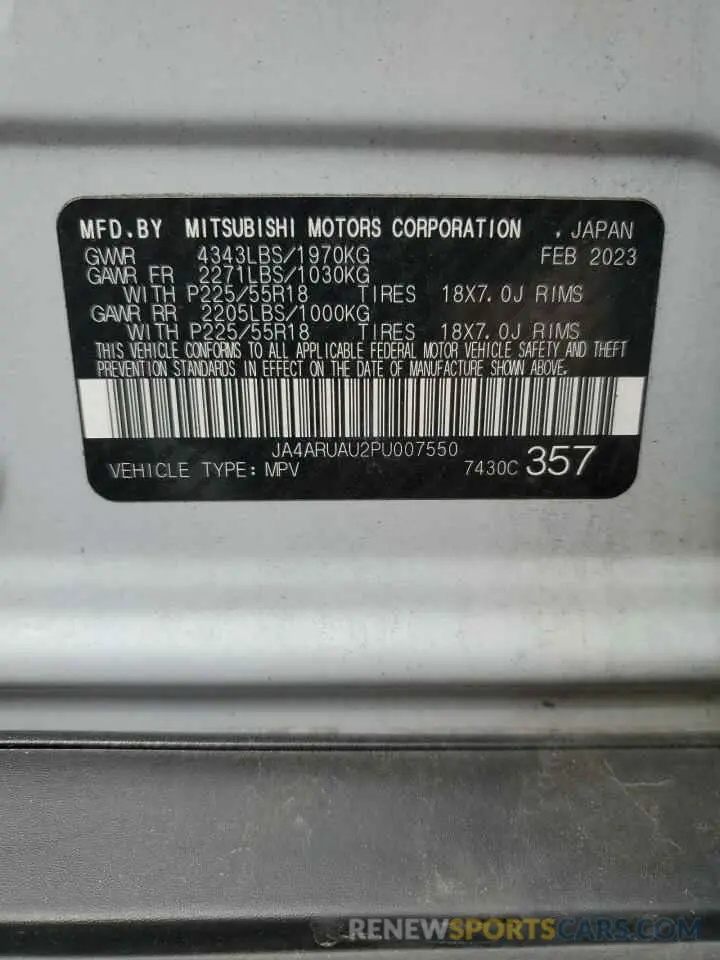 MFD.BY MITSUBISHI MOTORS CORPORATION , JAPAN
GVWR 4343LBS/1970KG FEB 2023
GAWR FR 2271LBS/1030KG
WITH P225/55R18 TIRES 18X7.0J RIMS
GAWR RR 2205LBS/1000KG
WITH P225/55R18 TIRES 18X7.0J RIMS
THIS VEHICLE CONFORMS TO ALL APPLICABLE FEDERAL MOTOR VEHICLE SAFETY AND THEFT
PREVENTION STANDARDS IN EFFECT ON THE DATE OF MANUFACTURE SHOWN ABOVE.
JA4ARUAU2PU007550
VEHICLE TYPE: MPV 7430C 357
RENEWSPORTSCARS.COM